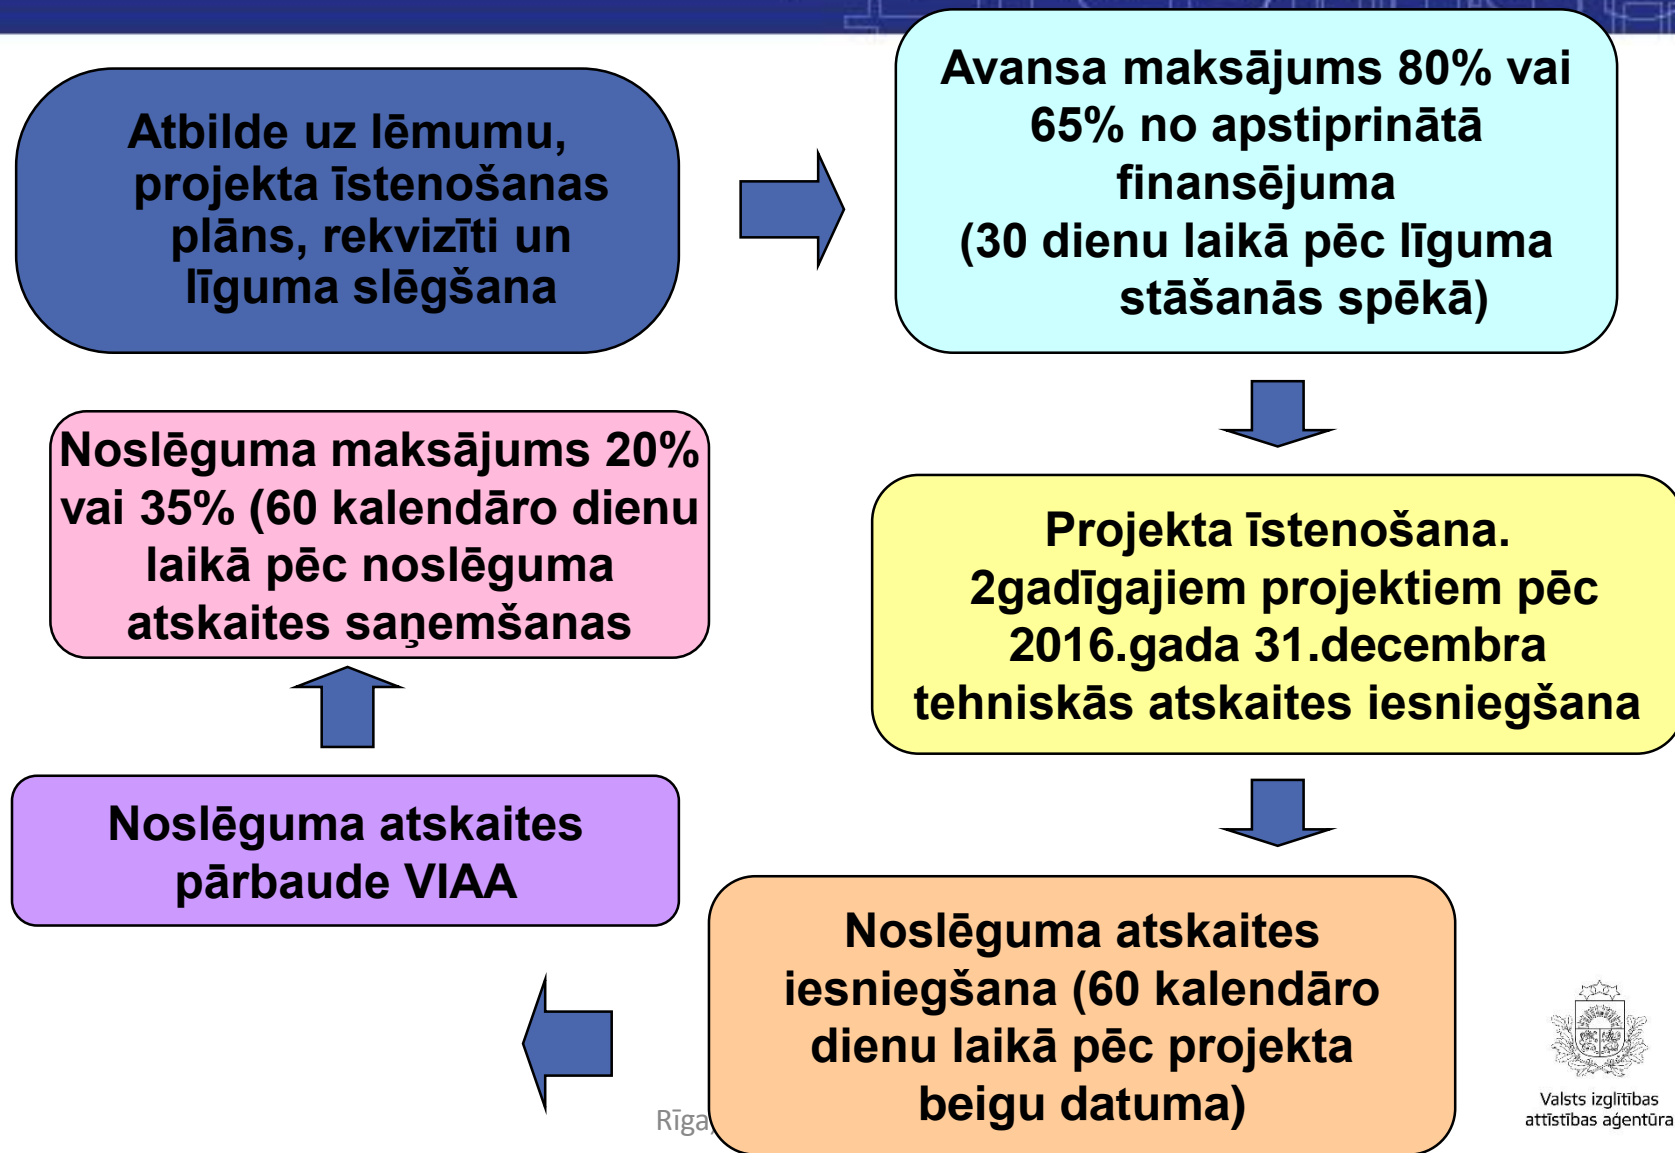 Atbilde uz lēmumu,
projekta īstenošanas
plāns, rekvizīti un
līguma slēgšana
Avansa maksājums 80% vai
65% no apstiprinātā
finansējuma
(30 dienu laikā pēc līguma
stāšanās spēkā)
Projekta īstenošana.
2gadīgajiem projektiem pēc
2016.gada 31.decembra
tehniskās atskaites iesniegšana
Noslēguma atskaites
iesniegšana (60 kalendāro
dienu laikā pēc projekta
beigu datuma)
Noslēguma atskaites
pārbaude VIAA
Noslēguma maksājums 20%
vai 35% (60 kalendāro dienu
laikā pēc noslēguma
atskaites saņemšanas
Rīga,
Valsts izglītības
attīstības aģentūra